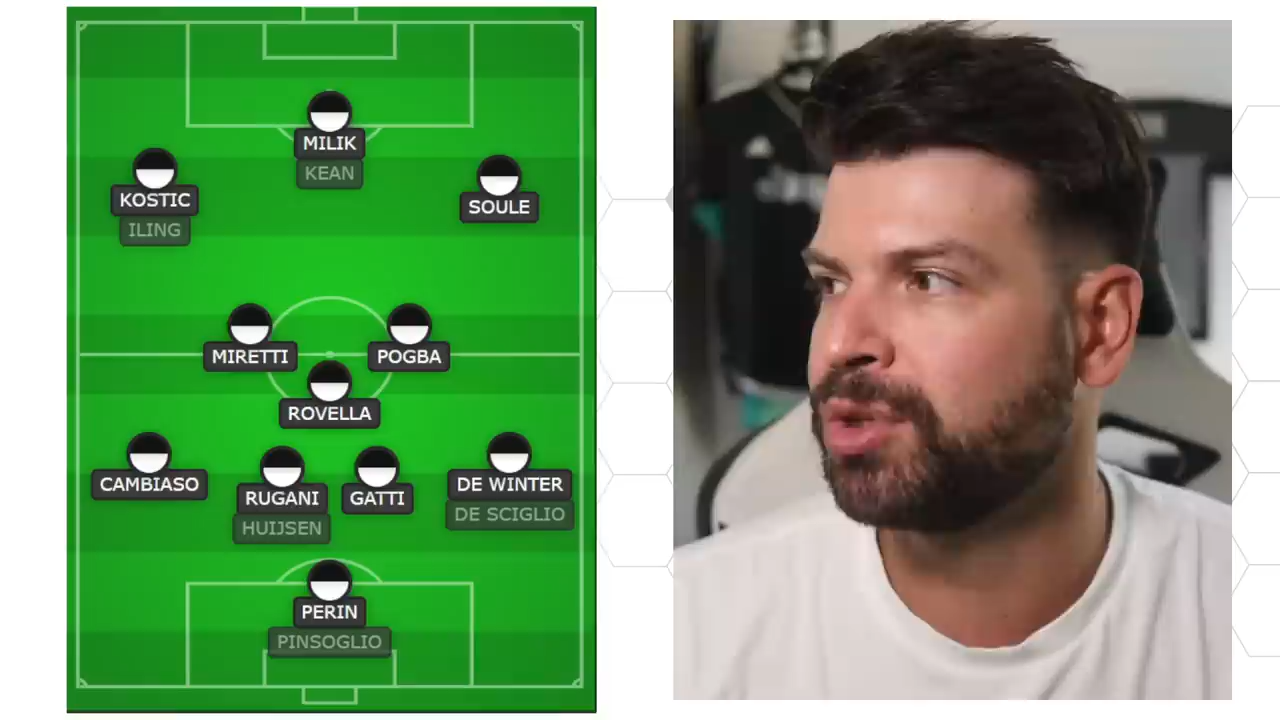 MILIK
KEAN
KOSTIC
ILING
SOULE
MIRETTI
POGBA
ROVELLA
CAMBIASO
RUGANI
HUIJSEN
GATTI
DE WINTER
DE SCIGLIO
PERIN
PINSOGLIO